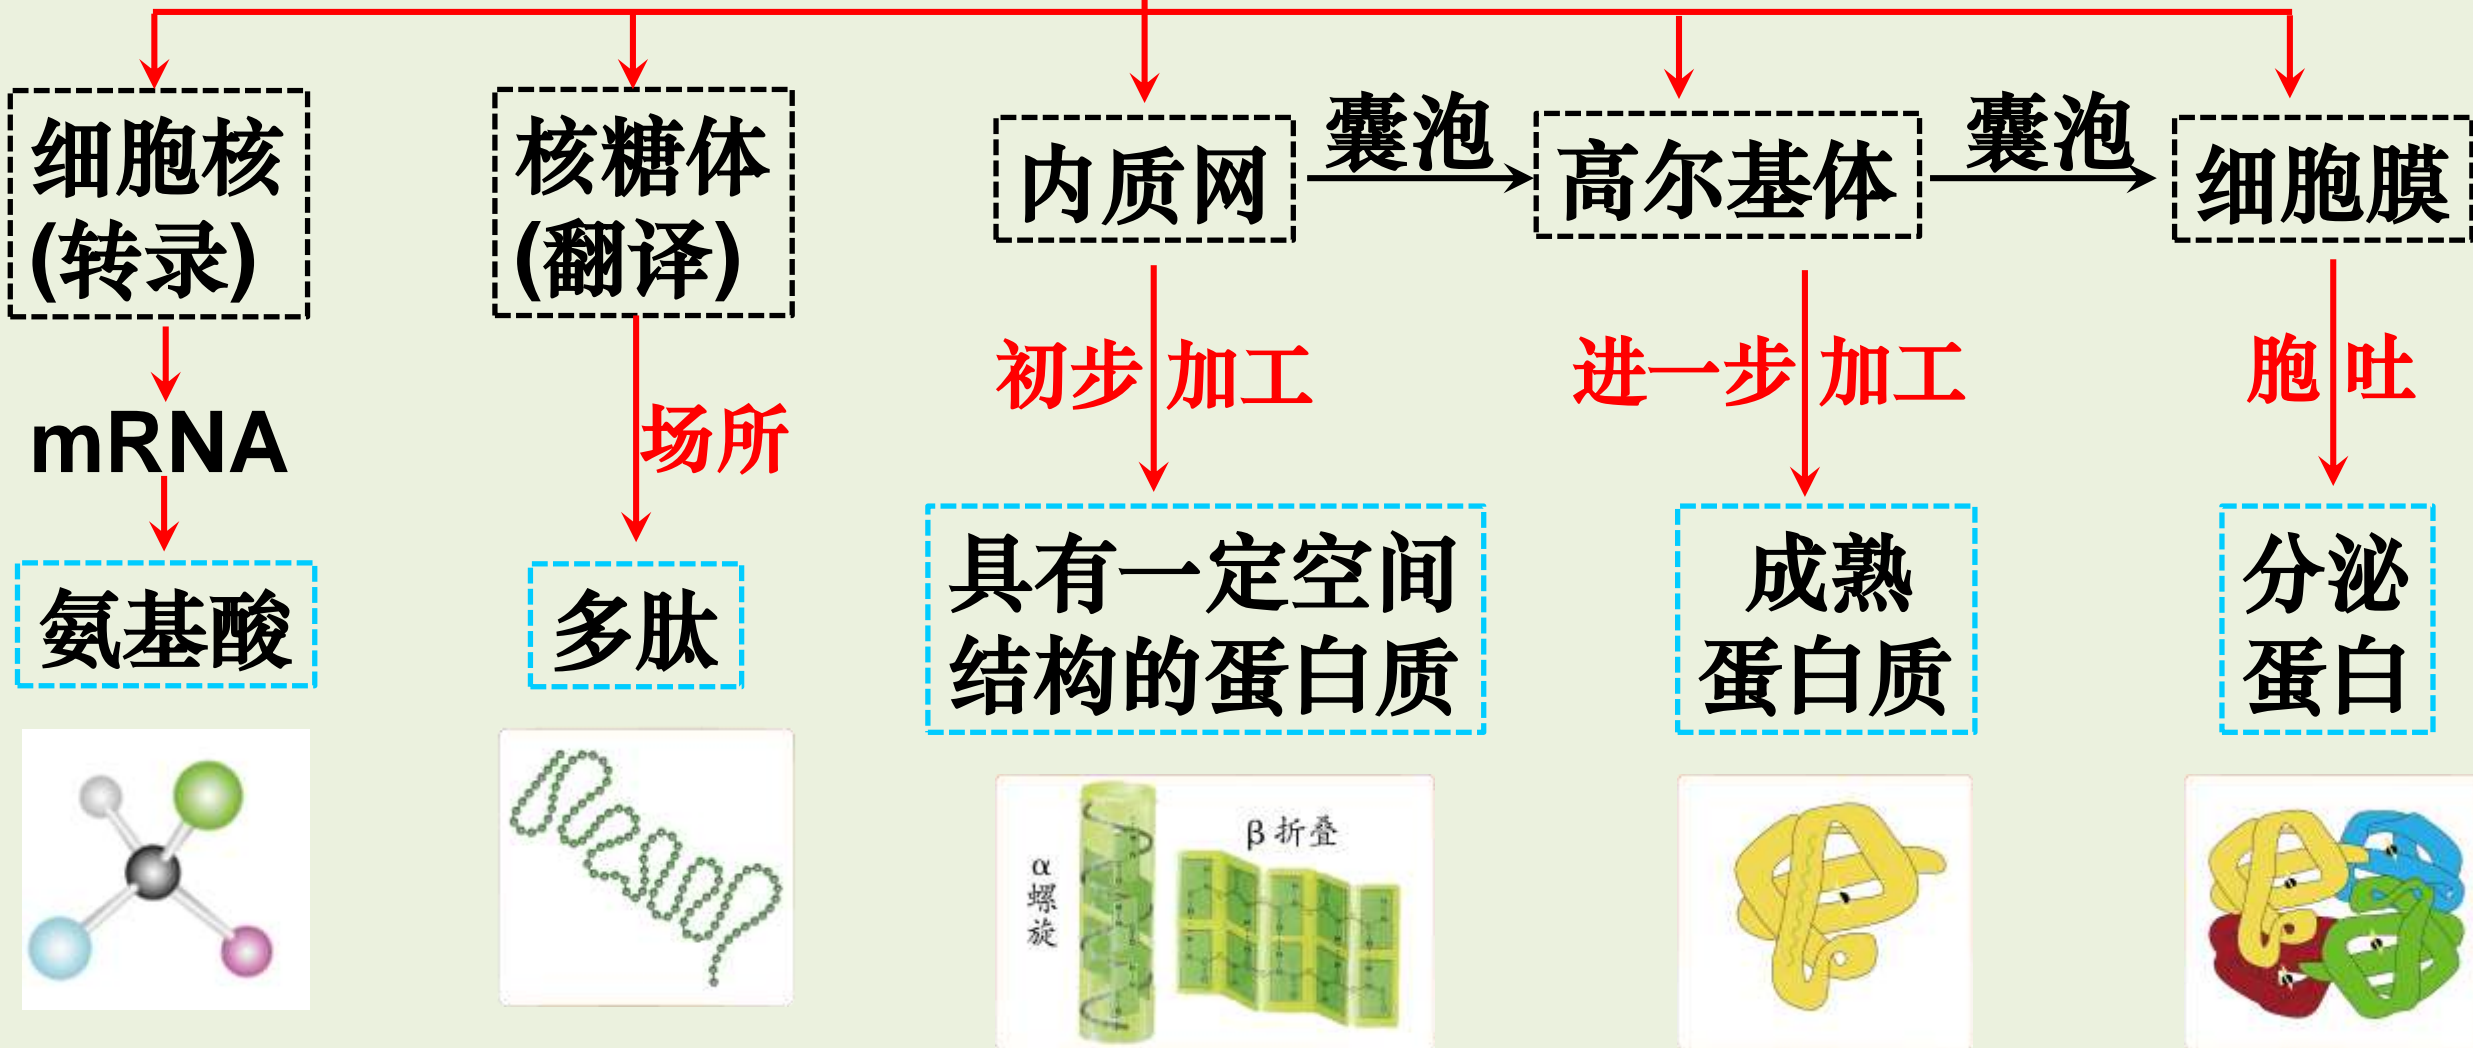 细胞核
(转录)
核糖体
(翻译)
内质网
囊泡
高尔基体
囊泡
细胞膜
mRNA
场所
初步加工
进一步加工
胞吐
氨基酸
多肽
具有一定空间
结构的蛋白质
成熟
蛋白质
分泌
蛋白
α
螺
旋
β折叠